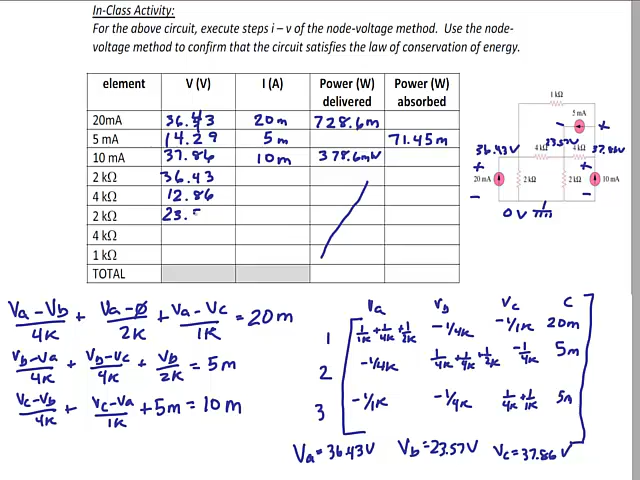 In-Class Activity:
For the above circuit, execute steps i – v of the node-voltage method. Use the node-
voltage method to confirm that the circuit satisfies the law of conservation of energy.
element V (V) I (A) Power (W) delivered Power (W) absorbed
20mA 36.43 20m 728.6m
5 mA 14.29 5m 71.45m
10 mA 37.86 10m 378.6mW
2 kΩ 36.43
4 kΩ 12.86
2 kΩ 23.5
4 kΩ
1 kΩ
TOTAL
1 kΩ
5 mA
- +
36.43V 23.57V 37.86V
4 kΩ 4 kΩ
+ +
20 mA 2 kΩ 2 kΩ 10 mA
- -
0V
Va-Vb/4K + Va-0/2K + Va-Vc/1K = 20m
Vb-Va/4K + Vb-Vc/4K + Vb/2K = 5m
Vc-Vb/4K + Vc-Va/1K + 5m = 10m
Va Vb Vc C
1 1/1K + 1/4K + 1/2K -1/4K -1/1K 20m
2 -1/4K 1/4K + 1/4K + 1/2K -1/4K 5m
3 -1/1K -1/4K 1/4K + 1/1K 5m
Va=36.43V Vb=23.57V Vc=37.86V